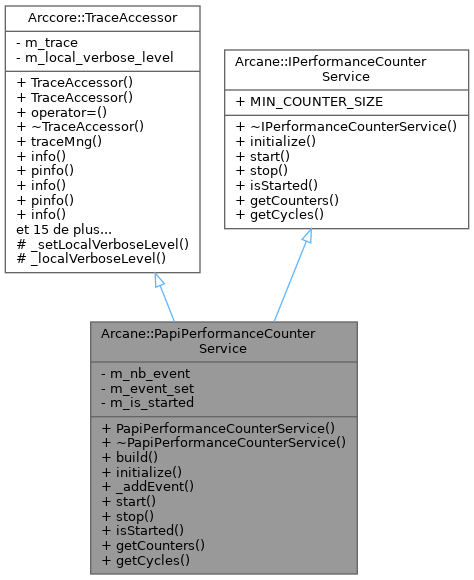 Arccore::TraceAccessor
- m_trace
- m_local_verbose_level
+ TraceAccessor()
+ TraceAccessor()
+ operator=()
+ ~TraceAccessor()
+ traceMng()
+ info()
+ pinfo()
+ info()
+ pinfo()
+ info()
et 15 de plus...
# _setLocalVerboseLevel()
# _localVerboseLevel()
Arcane::IPerformanceCounter
Service
+ MIN_COUNTER_SIZE
+ ~IPerformanceCounterService()
+ initialize()
+ start()
+ stop()
+ isStarted()
+ getCounters()
+ getCycles()
Arcane::PapiPerformanceCounter
Service
- m_nb_event
- m_event_set
- m_is_started
+ PapiPerformanceCounterService()
+ ~PapiPerformanceCounterService()
+ build()
+ initialize()
+ _addEvent()
+ start()
+ stop()
+ isStarted()
+ getCounters()
+ getCycles()